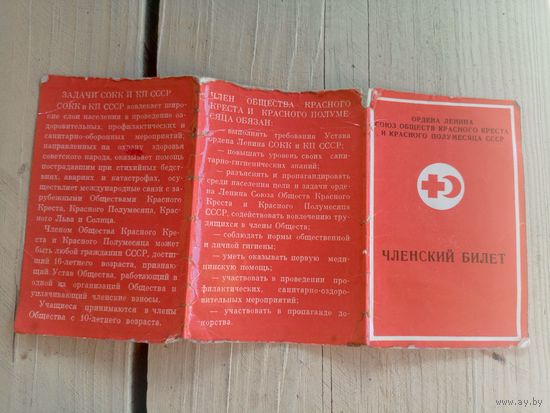 ЗАДАЧИ СОКК И КП СССР
СОКК и КП СССР вовлекает широ-
кие слои населения в проведение оз-
доровительных, профилактических и
санитарно-оборонных мероприятий,
направленных на охрану здоровья
советского народа, оказывает помощь
пострадавшим при стихийных бедст-
виях, авариях и катастрофах, осу-
ществляет международные связи с за-
рубежными Обществами Красного
Креста, Красного Полумесяца, Крас-
ного Льва и Солнца.
Членом Общества Красного Кре-
ста и Красного Полумесяца может
быть любой гражданин СССР, достиг-
ший 16-летнего возраста, признаю-
щий Устав Общества, работающий в
одной из организаций Общества и
уплачивающий членские взносы.
Учащиеся принимаются в члены
Общества с 10-летнего возраста.
ЧЛЕН ОБЩЕСТВА КРАСНОГО
КРЕСТА И КРАСНОГО ПОЛУМЕ-
СЯЦА ОБЯЗАН:
— выполнять требования Устава
ордена Ленина СОКК и КП СССР;
— повышать уровень своих сани-
тарно-гигиенических знаний;
— разъяснять и пропагандировать
среди населения цели и задачи орде-
на Ленина Союза Обществ Красного
Креста и Красного Полумесяца
СССР, содействовать вовлечению тру-
дящихся в члены Общества;
— соблюдать нормы общественной
и личной гигиены;
— уметь оказывать первую меди-
цинскую помощь;
— участвовать в проведении про-
филактических, санитарно-оздоро-
вительных мероприятий;
— участвовать в пропаганде до-
норства.
ОРДЕНА ЛЕНИНА
СОЮЗ ОБЩЕСТВ КРАСНОГО КРЕСТА
И КРАСНОГО ПОЛУМЕСЯЦА СССР
ЧЛЕНСКИЙ БИЛЕТ
www.ay.by